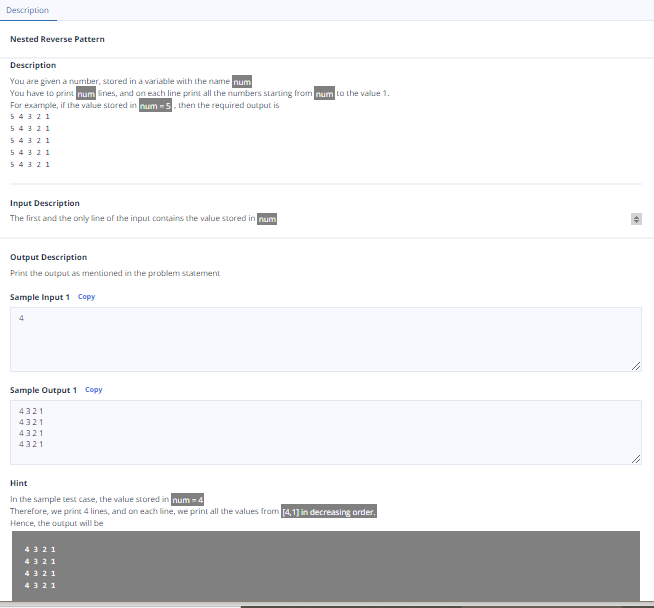 Description
Nested Reverse Pattern
Description
You are given a number, stored in a variable with the name num
You have to print num lines, and on each line print all the numbers starting from num to the value 1.
For example, if the value stored in num = 5 , then the required output is
5 4 3 2 1
5 4 3 2 1
5 4 3 2 1
5 4 3 2 1
5 4 3 2 1
Input Description
The first and the only line of the input contains the value stored in num
Output Description
Print the output as mentioned in the problem statement
Sample Input 1 Copy
4
Sample Output 1 Copy
4 3 2 1
4 3 2 1
4 3 2 1
4 3 2 1
Hint
In the sample test case, the value stored in num = 4
Therefore, we print 4 lines, and on each line, we print all the values from [4,1] in decreasing order.
Hence, the output will be
4 3 2 1
4 3 2 1
4 3 2 1
4 3 2 1